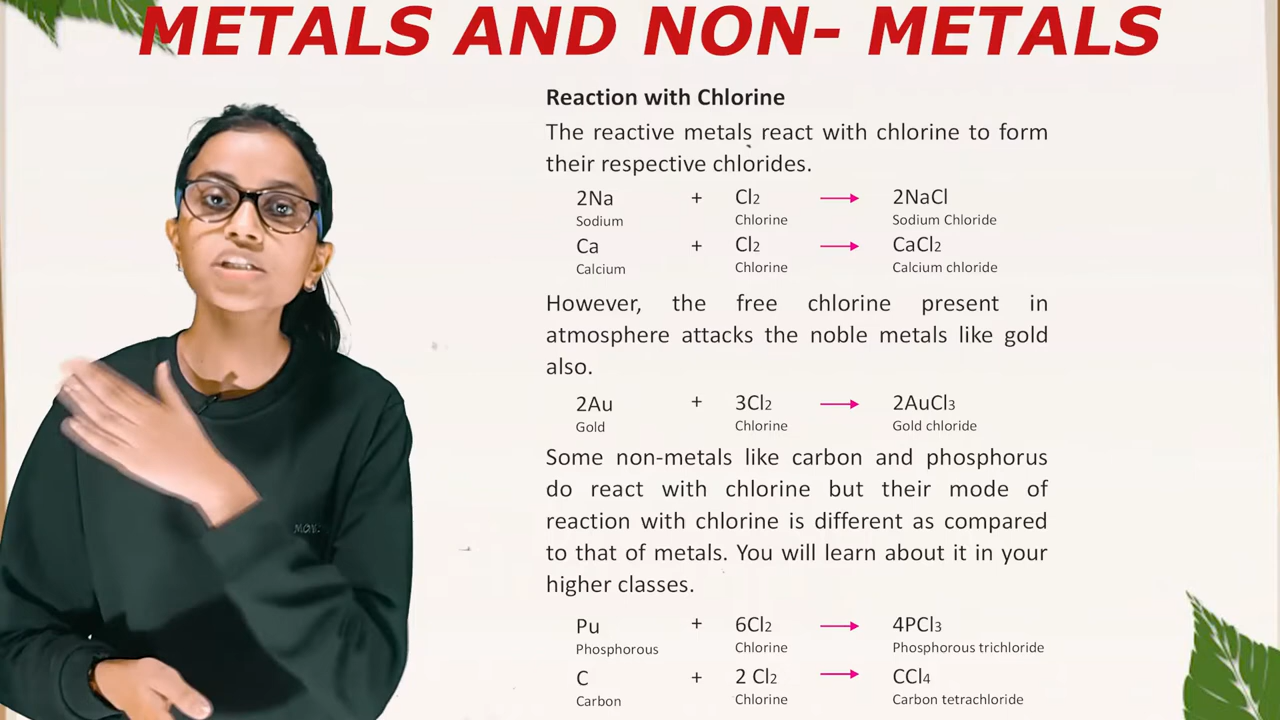 METALS AND NON- METALS
Reaction with Chlorine
The reactive metals react with chlorine to form
their respective chlorides.
2Na + Cl2 → 2NaCl
Sodium Chlorine Sodium Chloride
Ca + Cl2 → CaCl2
Calcium Chlorine Calcium chloride
However, the free chlorine present in
atmosphere attacks the noble metals like gold
also.
2Au + 3Cl2 → 2AuCl3
Gold Chlorine Gold chloride
Some non-metals like carbon and phosphorus
do react with chlorine but their mode of
reaction with chlorine is different as compared
to that of metals. You will learn about it in your
higher classes.
Pu + 6Cl2 → 4PCl3
Phosphorous Chlorine Phosphorous trichloride
C + 2 Cl2 → CCl4
Carbon Chlorine Carbon tetrachloride